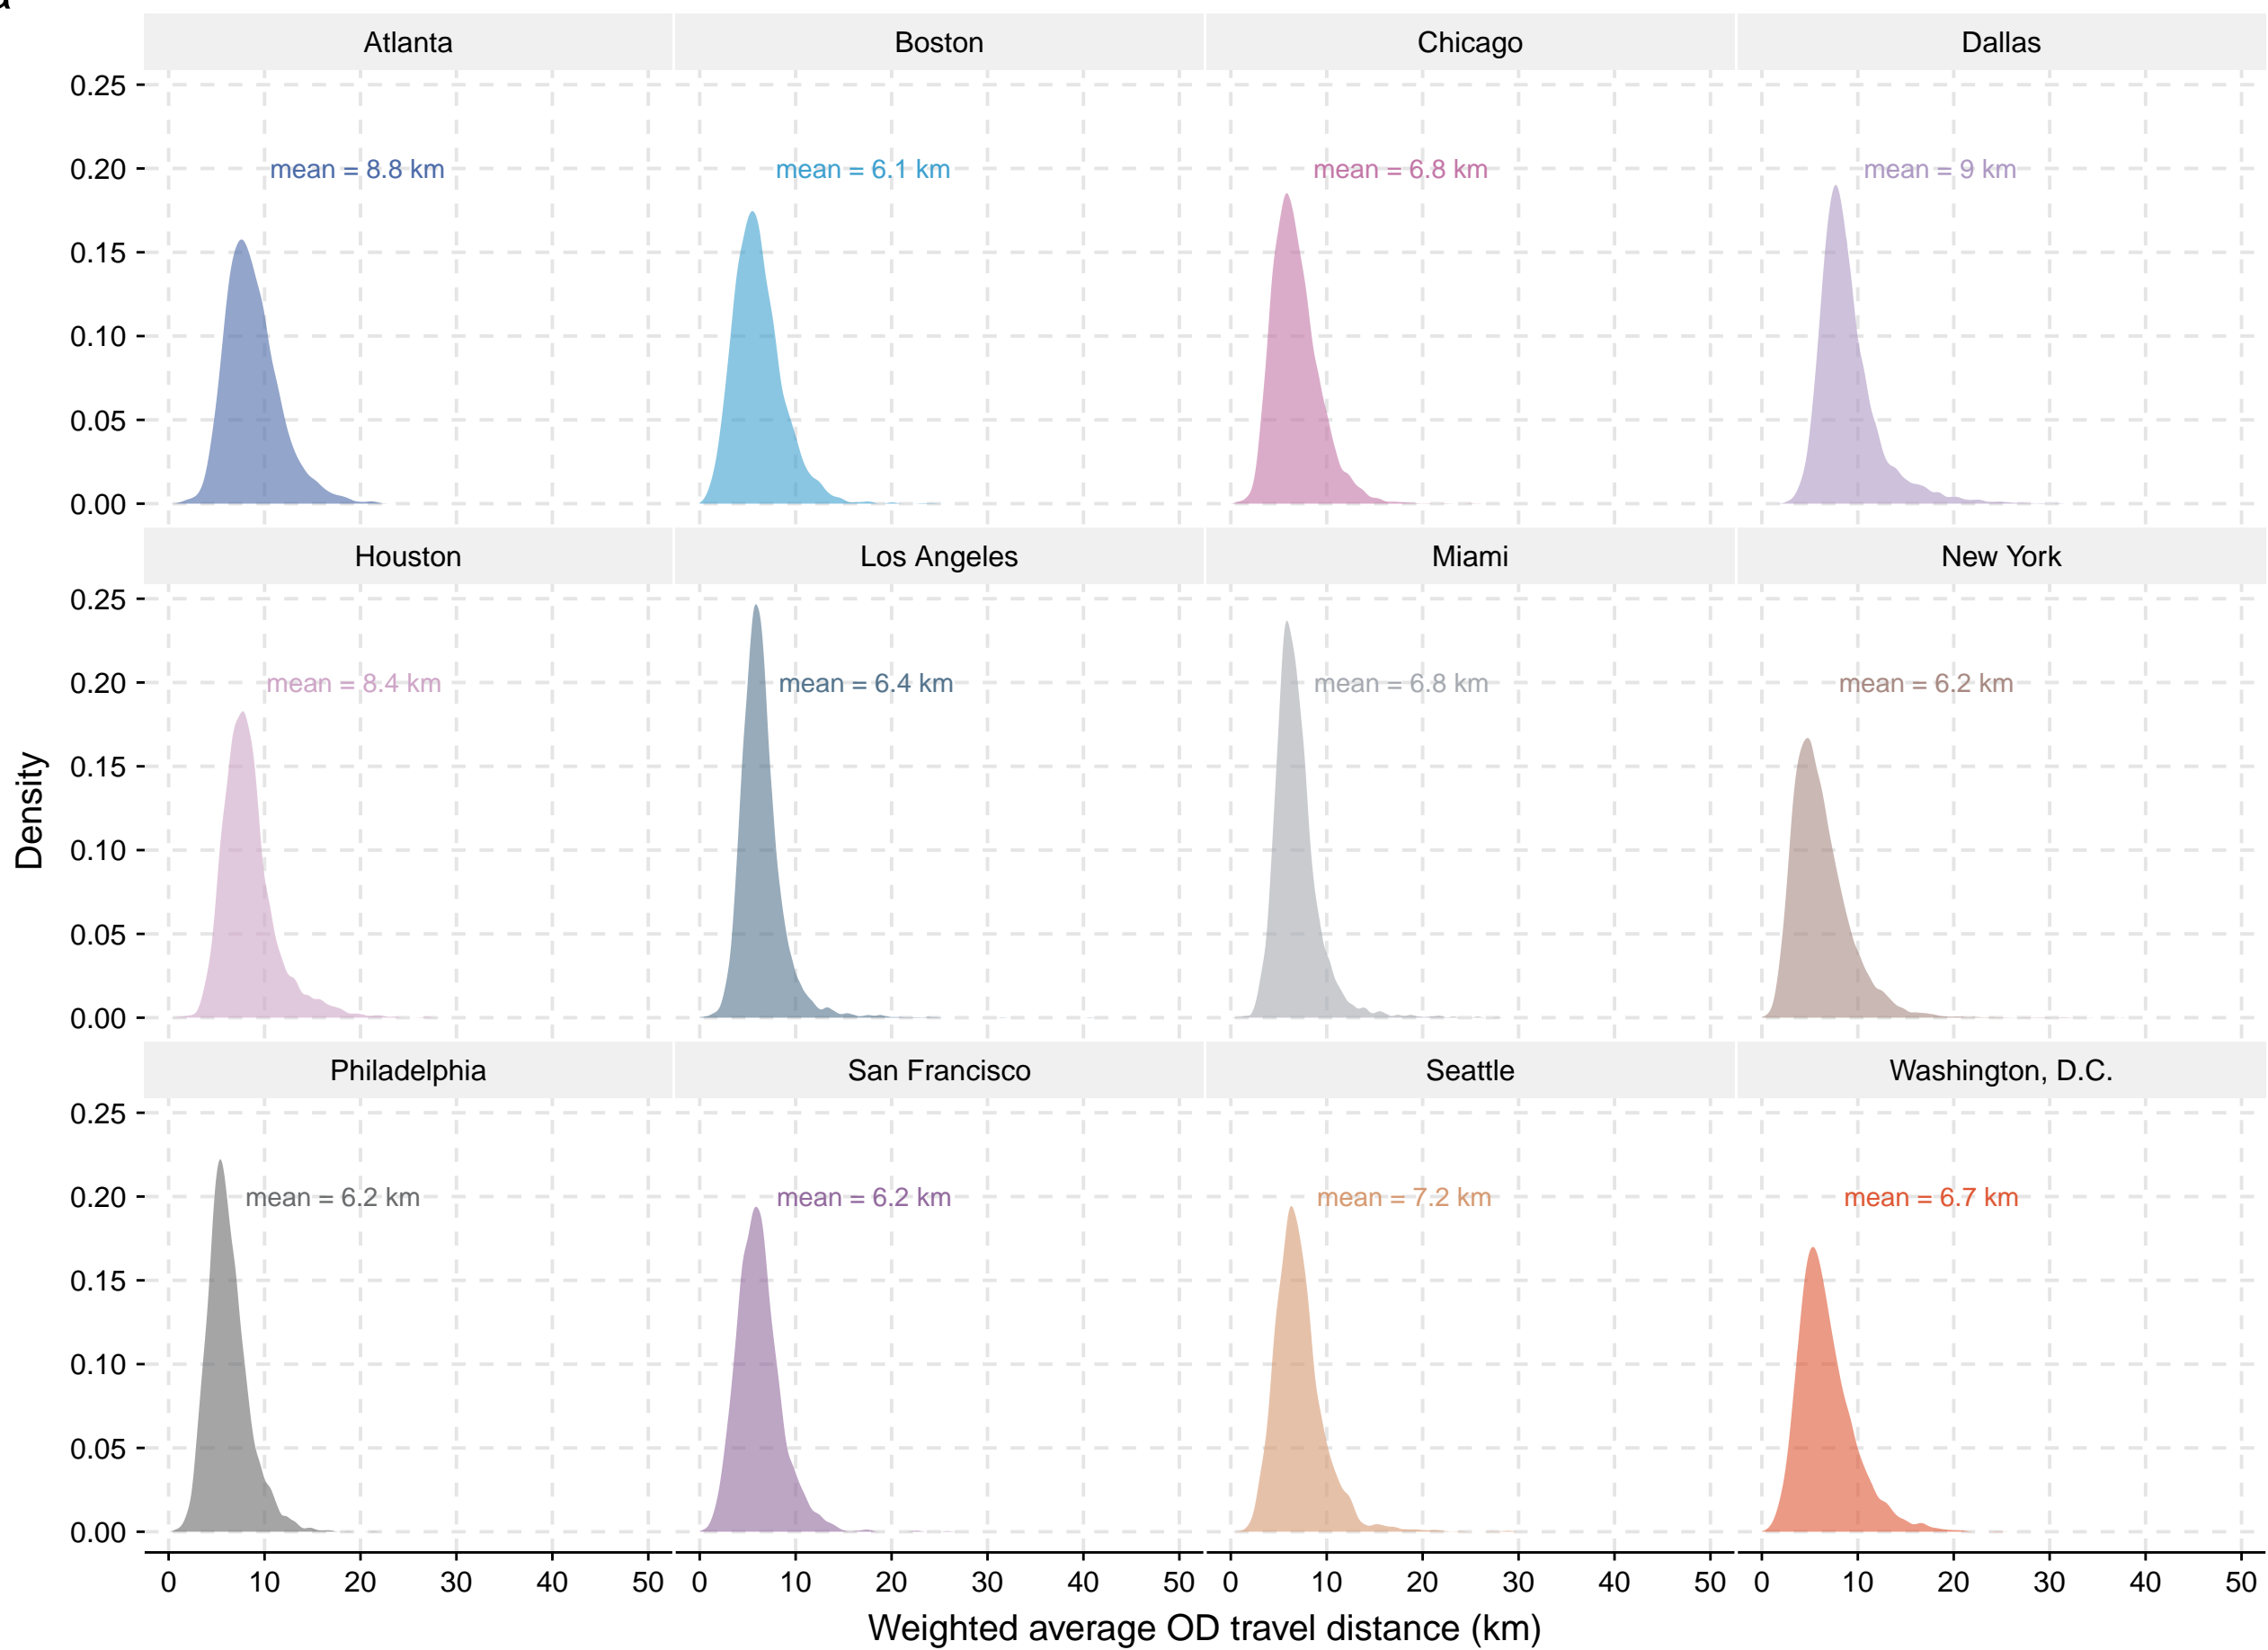 Atlanta Boston Chicago Dallas
0.25
mean = 8.8 km mean = 6.1 km mean = 6.8 km mean = 9 km
0.20
0.15
0.10
0.05
0.00
Houston Los Angeles Miami New York
0.25
mean = 8.4 km mean = 6.4 km mean = 6.8 km mean = 6.2 km
0.20
0.15
0.10
0.05
0.00
Density
Philadelphia San Francisco Seattle Washington, D.C.
0.25
mean = 6.2 km mean = 6.2 km mean = 7.2 km mean = 6.7 km
0.20
0.15
0.10
0.05
0.00
0 10 20 30 40 50 0 10 20 30 40 50 0 10 20 30 40 50 0 10 20 30 40 50
Weighted average OD travel distance (km)